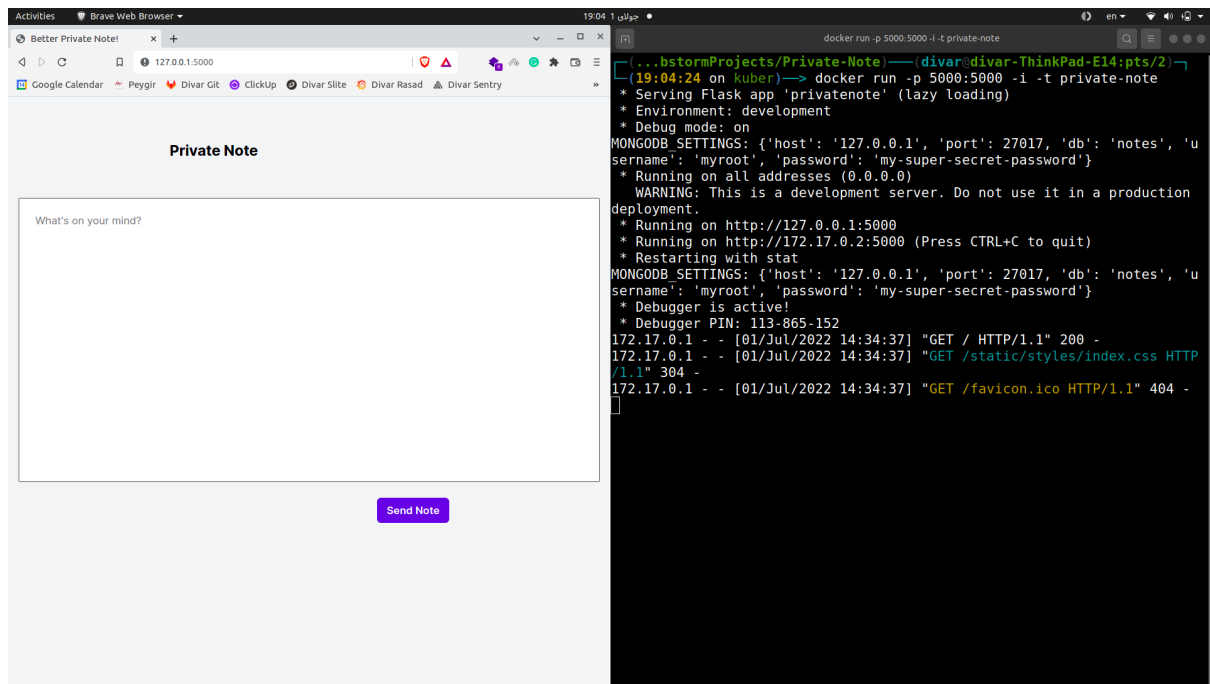 Activities Brave Web Browser 19:04 1 جولای
Better Private Note!
127.0.0.1:5000
Google Calendar Peygir Divar Git ClickUp Divar Slite Divar Rasad Divar Sentry »
Private Note
What's on your mind?
Send Note
en
docker run -p 5000:5000 -i -t private-note
(...bstormProjects/Private-Note)——(divar@divar-ThinkPad-E14:pts/2)
(19:04:24 on kuber)——> docker run -p 5000:5000 -i -t private-note
* Serving Flask app 'privatenote' (lazy loading)
* Environment: development
* Debug mode: on
MONGODB_SETTINGS: {'host': '127.0.0.1', 'port': 27017, 'db': 'notes', 'u
sername': 'myroot', 'password': 'my-super-secret-password'}
* Running on all addresses (0.0.0.0)
WARNING: This is a development server. Do not use it in a production
deployment.
* Running on http://127.0.0.1:5000
* Running on http://172.17.0.2:5000 (Press CTRL+C to quit)
* Restarting with stat
MONGODB_SETTINGS: {'host': '127.0.0.1', 'port': 27017, 'db': 'notes', 'u
sername': 'myroot', 'password': 'my-super-secret-password'}
* Debugger is active!
* Debugger PIN: 113-865-152
172.17.0.1 - - [01/Jul/2022 14:34:37] "GET / HTTP/1.1" 200 -
172.17.0.1 - - [01/Jul/2022 14:34:37] "GET /static/styles/index.css HTTP
/1.1" 304 -
172.17.0.1 - - [01/Jul/2022 14:34:37] "GET /favicon.ico HTTP/1.1" 404 -